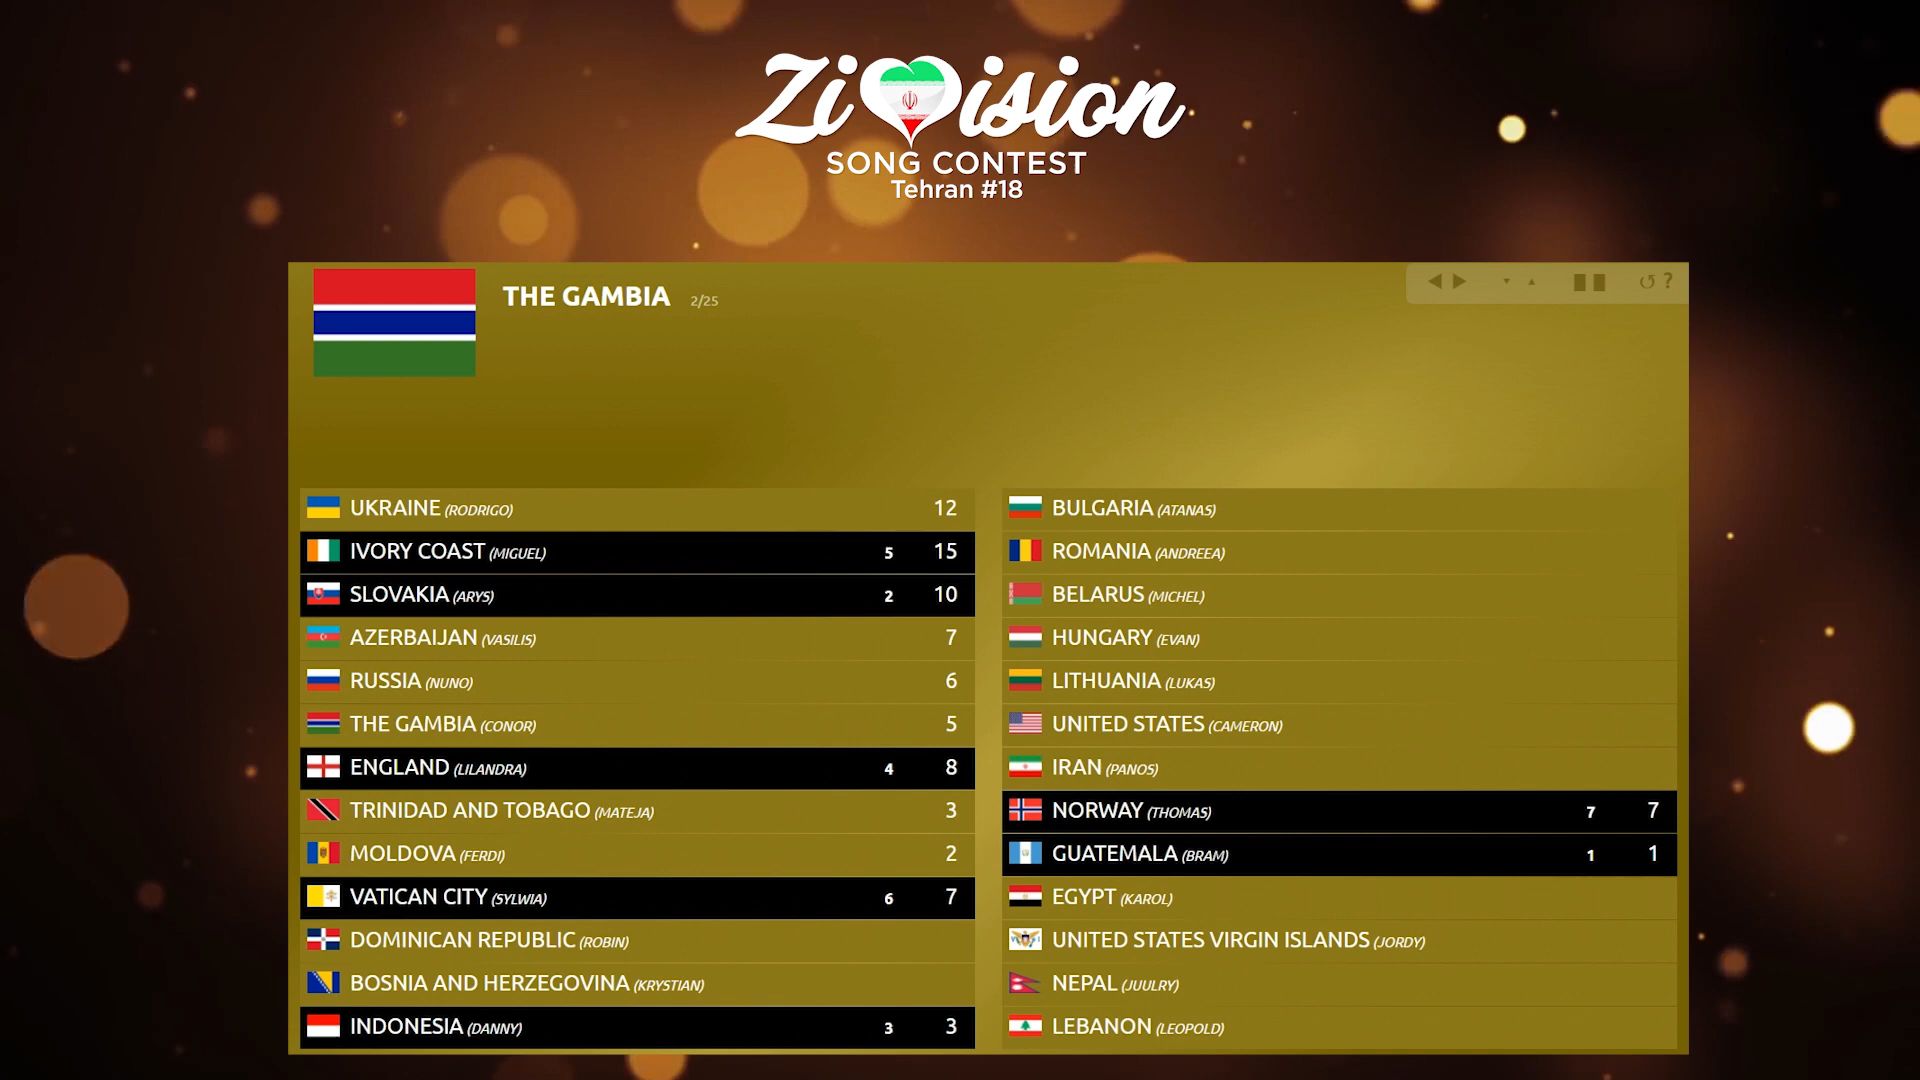 Zivision
SONG CONTEST
Tehran #18
THE GAMBIA 2/25
?
UKRAINE (RODRIGO) 12
IVORY COAST (MIGUEL) 5 15
SLOVAKIA (ARYS) 2 10
AZERBAIJAN (VASILIS) 7
RUSSIA (NUNO) 6
THE GAMBIA (CONOR) 5
ENGLAND (LILANDRA) 4 8
TRINIDAD AND TOBAGO (MATEJA) 3
MOLDOVA (FERDI) 2
VATICAN CITY (SYLWIA) 6 7
DOMINICAN REPUBLIC (ROBIN)
BOSNIA AND HERZEGOVINA (KRYSTIAN)
INDONESIA (DANNY) 3 3
BULGARIA (ATANAS)
ROMANIA (ANDREEA)
BELARUS (MICHEL)
HUNGARY (EVAN)
LITHUANIA (LUKAS)
UNITED STATES (CAMERON)
IRAN (PANOS)
NORWAY (THOMAS) 7 7
GUATEMALA (BRAM) 1 1
EGYPT (KAROL)
UNITED STATES VIRGIN ISLANDS (JORDY)
NEPAL (JUULRY)
LEBANON (LEOPOLD)